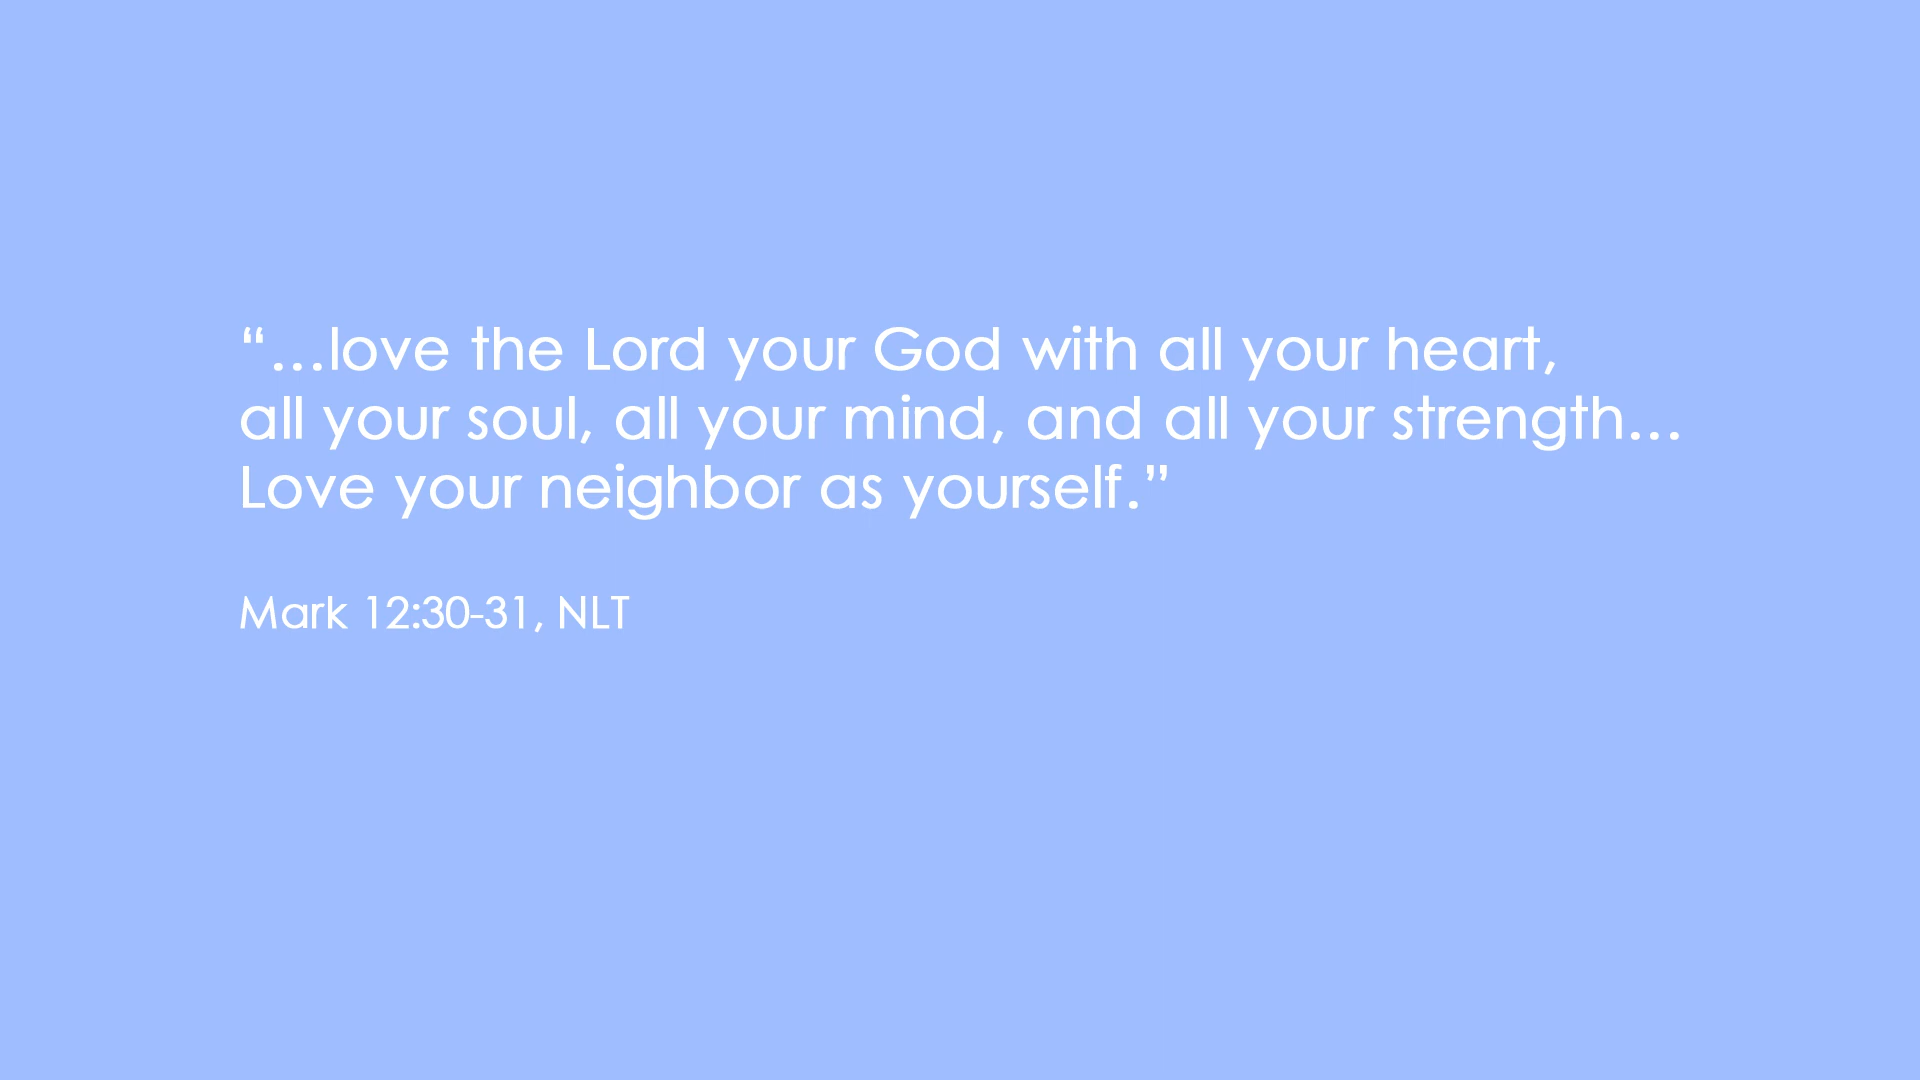 “...love the Lord your God with all your heart,
all your soul, all your mind, and all your strength...
Love your neighbor as yourself.”
Mark 12:30-31, NLT